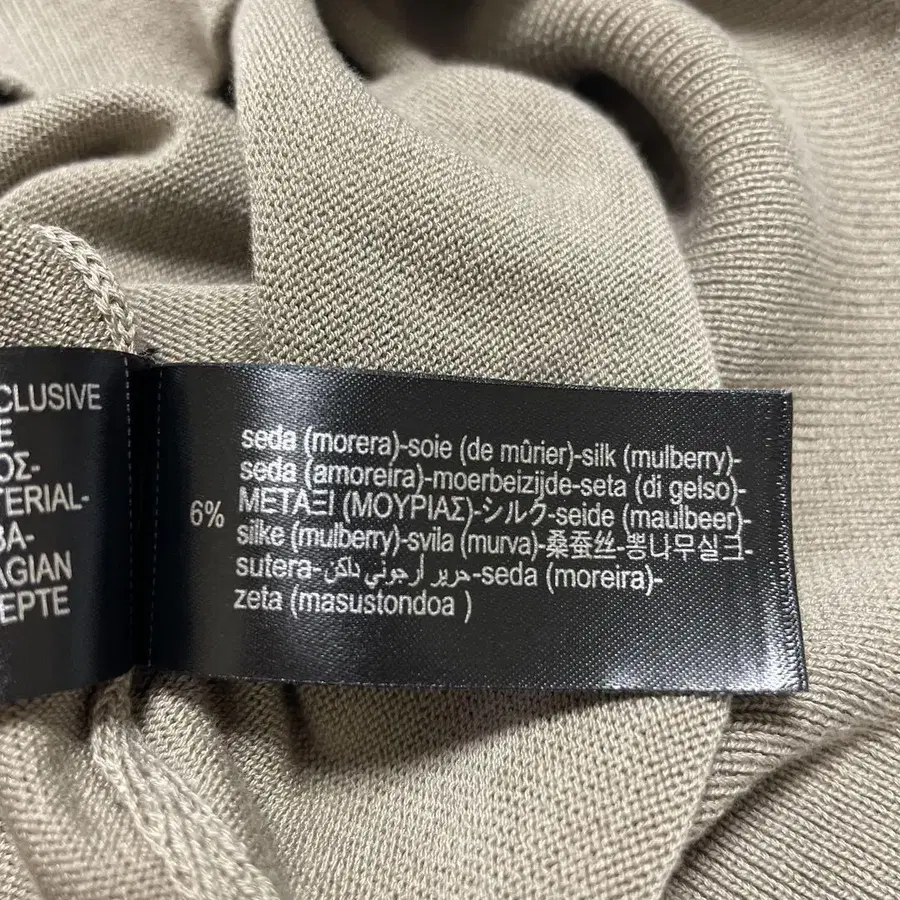 CLUSIVE
E
ΟΣ-
TERIAL-
BA-
AGIAN
EPTE
6%
seda (morera)-soie (de mûrier)-silk (mulberry)-
seda (amoreira)-moerbeizijde-seta (di gelso)-
ΜΕΤΑΞΙ (ΜΟΥΡΙΑΣ)-シルク-seide (maulbeer)-
silke (mulberry)-svila (murva)-桑蚕丝-뽕나무실크-
sutera-حرير أرجوني داكن-seda (moreira)-
zeta (masustondoa )